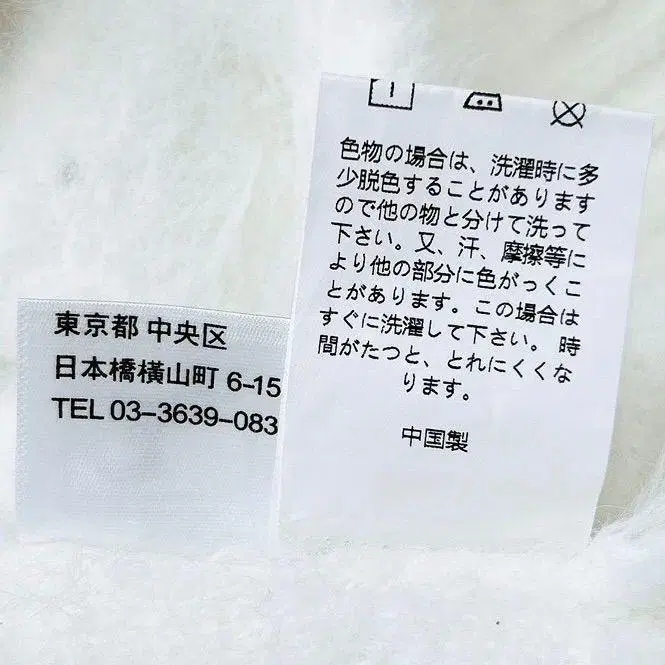 東京都 中央区
日本橋横山町 6-15
TEL 03-3639-083
色物の場合は、洗濯時に多
少脱色することがあります
ので他の物と分けて洗って
下さい。又、汗、摩擦等に
より他の部分に色がっくこ
とがあります。この場合は
すぐに洗濯して下さい。 時
間がたつと、とれにくくな
ります。
中国製